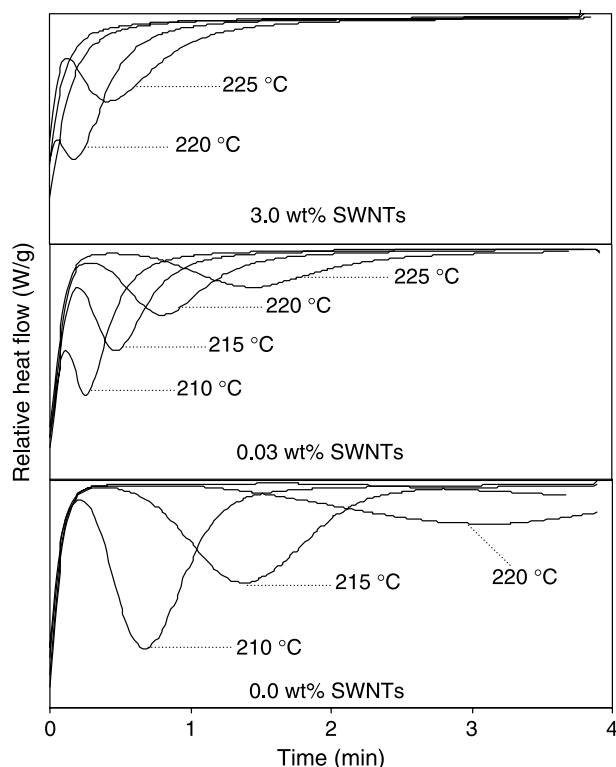 225 °C
220 °C
3.0 wt% SWNTs
225 °C
220 °C
215 °C
210 °C
0.03 wt% SWNTs
220 °C
215 °C
210 °C
0.0 wt% SWNTs
Relative heat flow (W/g)
0 1 2 3 4
Time (min)